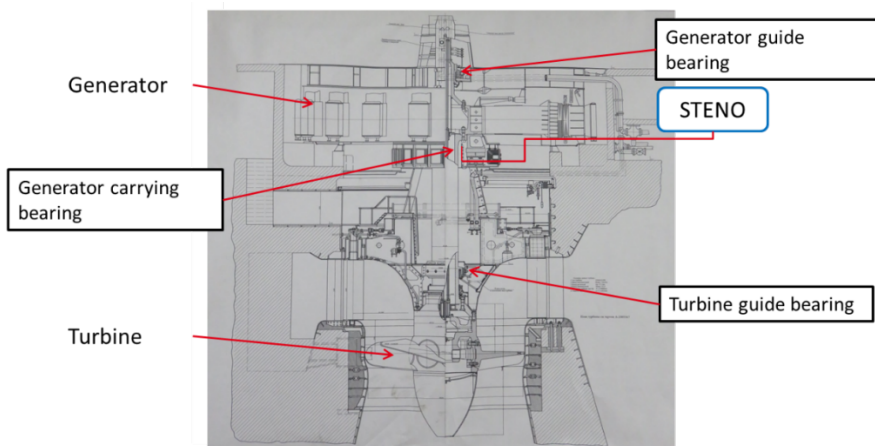 Generator guide
bearing
Generator
STENO
Generator carrying
bearing
Turbine guide bearing
Turbine